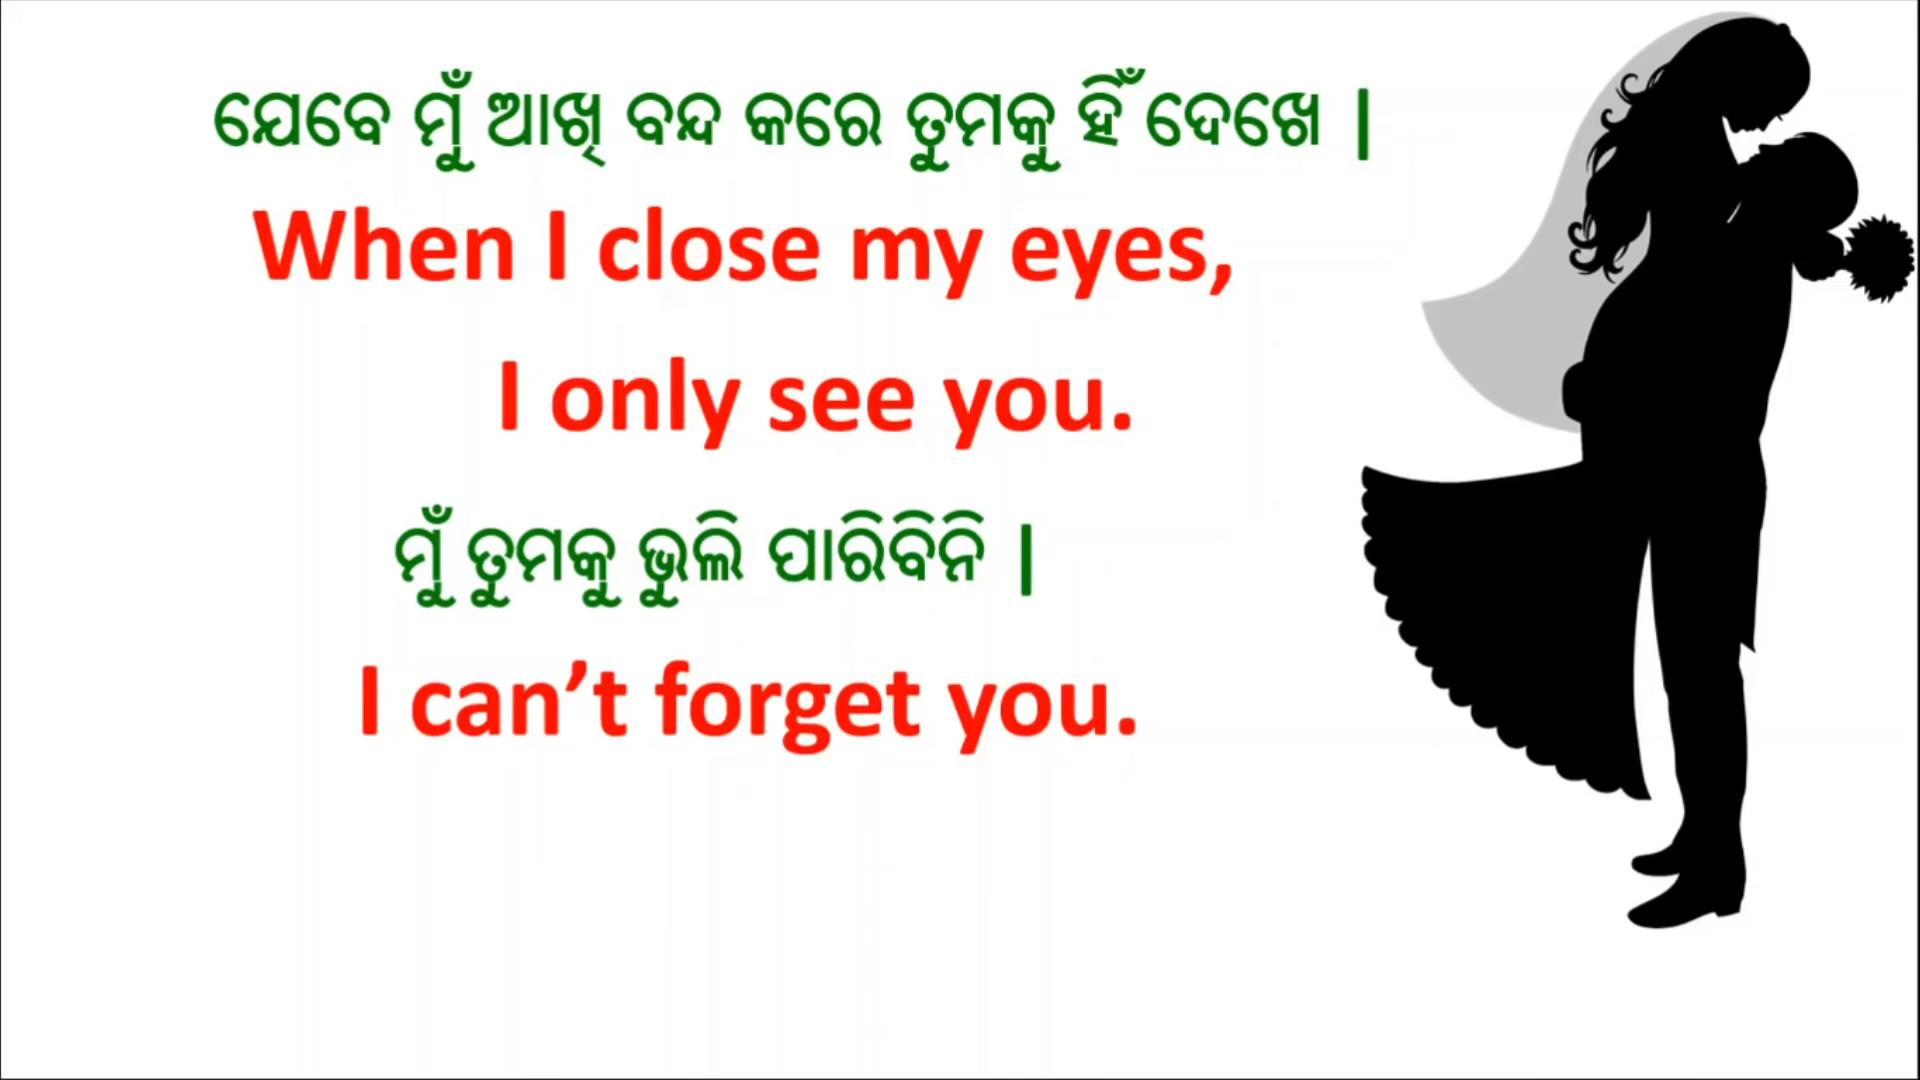 ଯେବେ ମୁଁ ଆଖି ବନ୍ଦ କରେ ତୁମକୁ ହିଁ ଦେଖେ |
When I close my eyes,
I only see you.
ମୁଁ ତୁମକୁ ଭୁଲି ପାରିବିନି |
I can’t forget you.